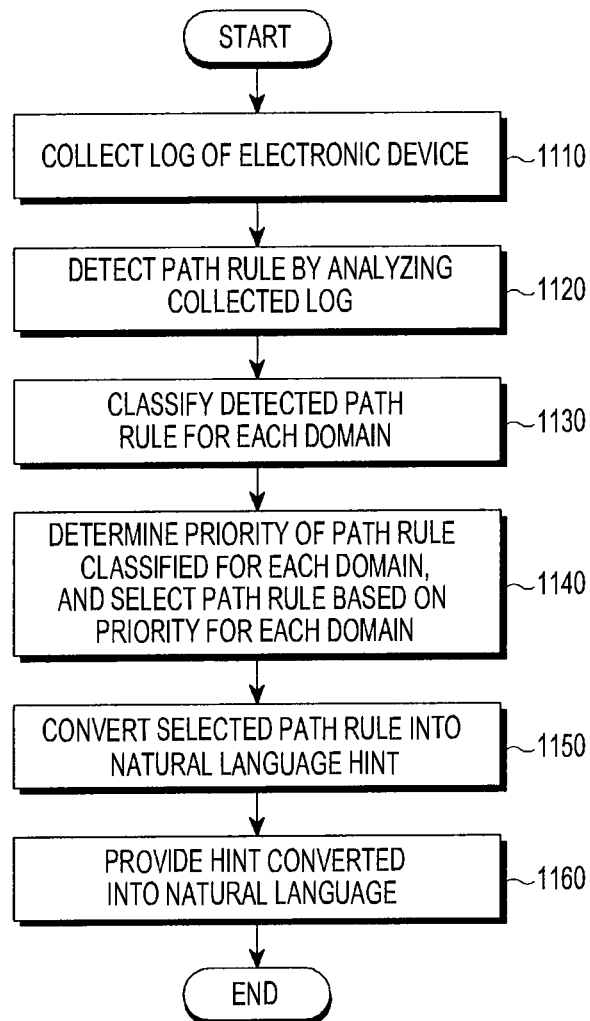 START
COLLECT LOG OF ELECTRONIC DEVICE
1110
DETECT PATH RULE BY ANALYZING
COLLECTED LOG
1120
CLASSIFY DETECTED PATH
RULE FOR EACH DOMAIN
1130
DETERMINE PRIORITY OF PATH RULE
CLASSIFIED FOR EACH DOMAIN,
AND SELECT PATH RULE BASED ON
PRIORITY FOR EACH DOMAIN
1140
CONVERT SELECTED PATH RULE INTO
NATURAL LANGUAGE HINT
1150
PROVIDE HINT CONVERTED
INTO NATURAL LANGUAGE
1160
END